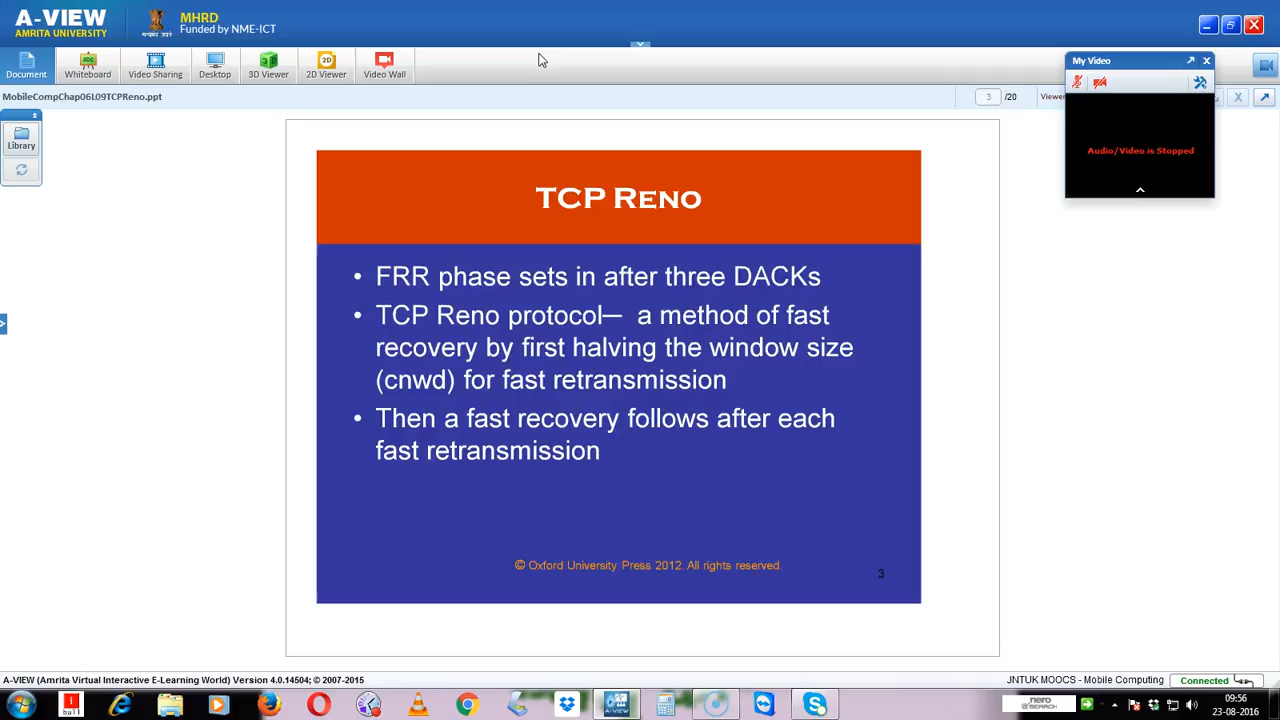 A-VIEW
AMRITA UNIVERSITY
MHRD
Funded by NME-ICT
Document
Whiteboard
Video Sharing
Desktop
3D Viewer
2D Viewer
Video Wall
My Video
MobileCompChap06L09TCPReno.ppt
3 /20
Viewer
Library
Audio/Video is Stopped
TCP Reno
• FRR phase sets in after three DACKs
• TCP Reno protocol─ a method of fast
recovery by first halving the window size
(cnwd) for fast retransmission
• Then a fast recovery follows after each
fast retransmission
© Oxford University Press 2012. All rights reserved.
3
A-VIEW (Amrita Virtual Interactive E-Learning World) Version 4.0.14504; © 2007-2015
JNTUK MOOCS - Mobile Computing
Connected
09:56
23-08-2016